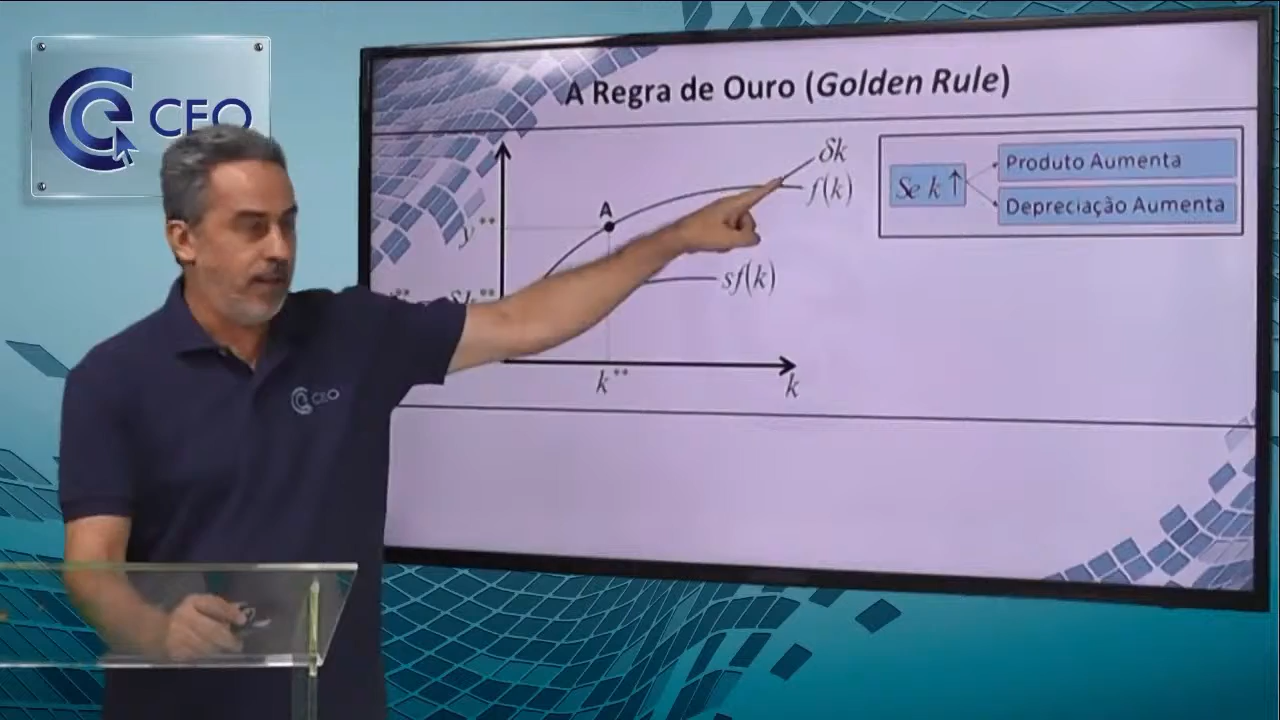 CEO
A Regra de Ouro (Golden Rule)
δk
f(k)
A
y**
sf(k)
k**
k
Se k ↑
Produto Aumenta
Depreciação Aumenta
CEO